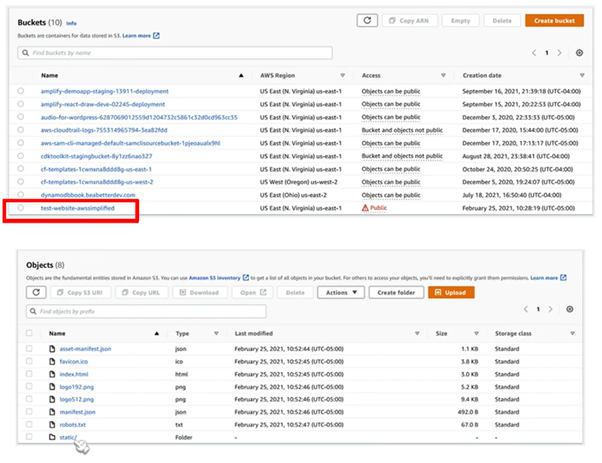 Buckets (10) Info
Copy ARN Empty Delete Create bucket
Buckets are containers for data stored in S3. Learn more
Find buckets by name
1
Name AWS Region Access Creation date
amplify-demoapp-staging-13911-deployment US East (N. Virginia) us-east-1 Objects can be public September 16, 2021, 21:39:18 (UTC-04:00)
amplify-react-draw-deve-02245-deployment US East (N. Virginia) us-east-1 Objects can be public September 15, 2021, 20:22:53 (UTC-04:00)
audio-for-wordpress-6287069012559d1204732c5861c32d0cd963cc35 US East (N. Virginia) us-east-1 Objects can be public December 3, 2020, 22:33:33 (UTC-05:00)
aws-cloudtrail-logs-755314965794-3ea82fdd US East (N. Virginia) us-east-1 Bucket and objects not public December 17, 2020, 15:44:00 (UTC-05:00)
aws-sam-cli-managed-default-samclisourcebucket-1pjeoaualx9hl US East (N. Virginia) us-east-1 Objects can be public December 17, 2020, 17:13:17 (UTC-05:00)
cdktoolkit-stagingbucket-8y1zz6nao327 US East (N. Virginia) us-east-1 Bucket and objects not public August 28, 2021, 23:38:41 (UTC-04:00)
cf-templates-1cwnxna8ddd8g-us-east-1 US East (N. Virginia) us-east-1 Objects can be public October 24, 2020, 20:50:25 (UTC-04:00)
cf-templates-1cwnxna8ddd8g-us-west-2 US West (Oregon) us-west-2 Objects can be public December 5, 2020, 19:24:07 (UTC-05:00)
dynamodbbook.beabetterdev.com US East (Ohio) us-east-2 Objects can be public July 18, 2021, 16:50:40 (UTC-04:00)
test-website-awssimplified US East (N. Virginia) us-east-1 Public February 25, 2021, 10:28:19 (UTC-05:00)
Objects (8)
Objects are the fundamental entities stored in Amazon S3. You can use Amazon S3 inventory to get a list of all objects in your bucket. For others to access your objects, you'll need to explicitly grant them permissions. Learn more
Copy S3 URI Copy URL Download Open Delete Actions Create folder Upload
Find objects by prefix
1
Name Type Last modified Size Storage class
asset-manifest.json json February 25, 2021, 10:52:44 (UTC-05:00) 1.1 KB Standard
favicon.ico ico February 25, 2021, 10:52:45 (UTC-05:00) 3.8 KB Standard
index.html html February 25, 2021, 10:52:45 (UTC-05:00) 3.0 KB Standard
logo192.png png February 25, 2021, 10:52:46 (UTC-05:00) 5.2 KB Standard
logo512.png png February 25, 2021, 10:52:46 (UTC-05:00) 9.4 KB Standard
manifest.json json February 25, 2021, 10:52:46 (UTC-05:00) 492.0 B Standard
robots.txt txt February 25, 2021, 10:52:47 (UTC-05:00) 67.0 B Standard
static/ Folder - - -